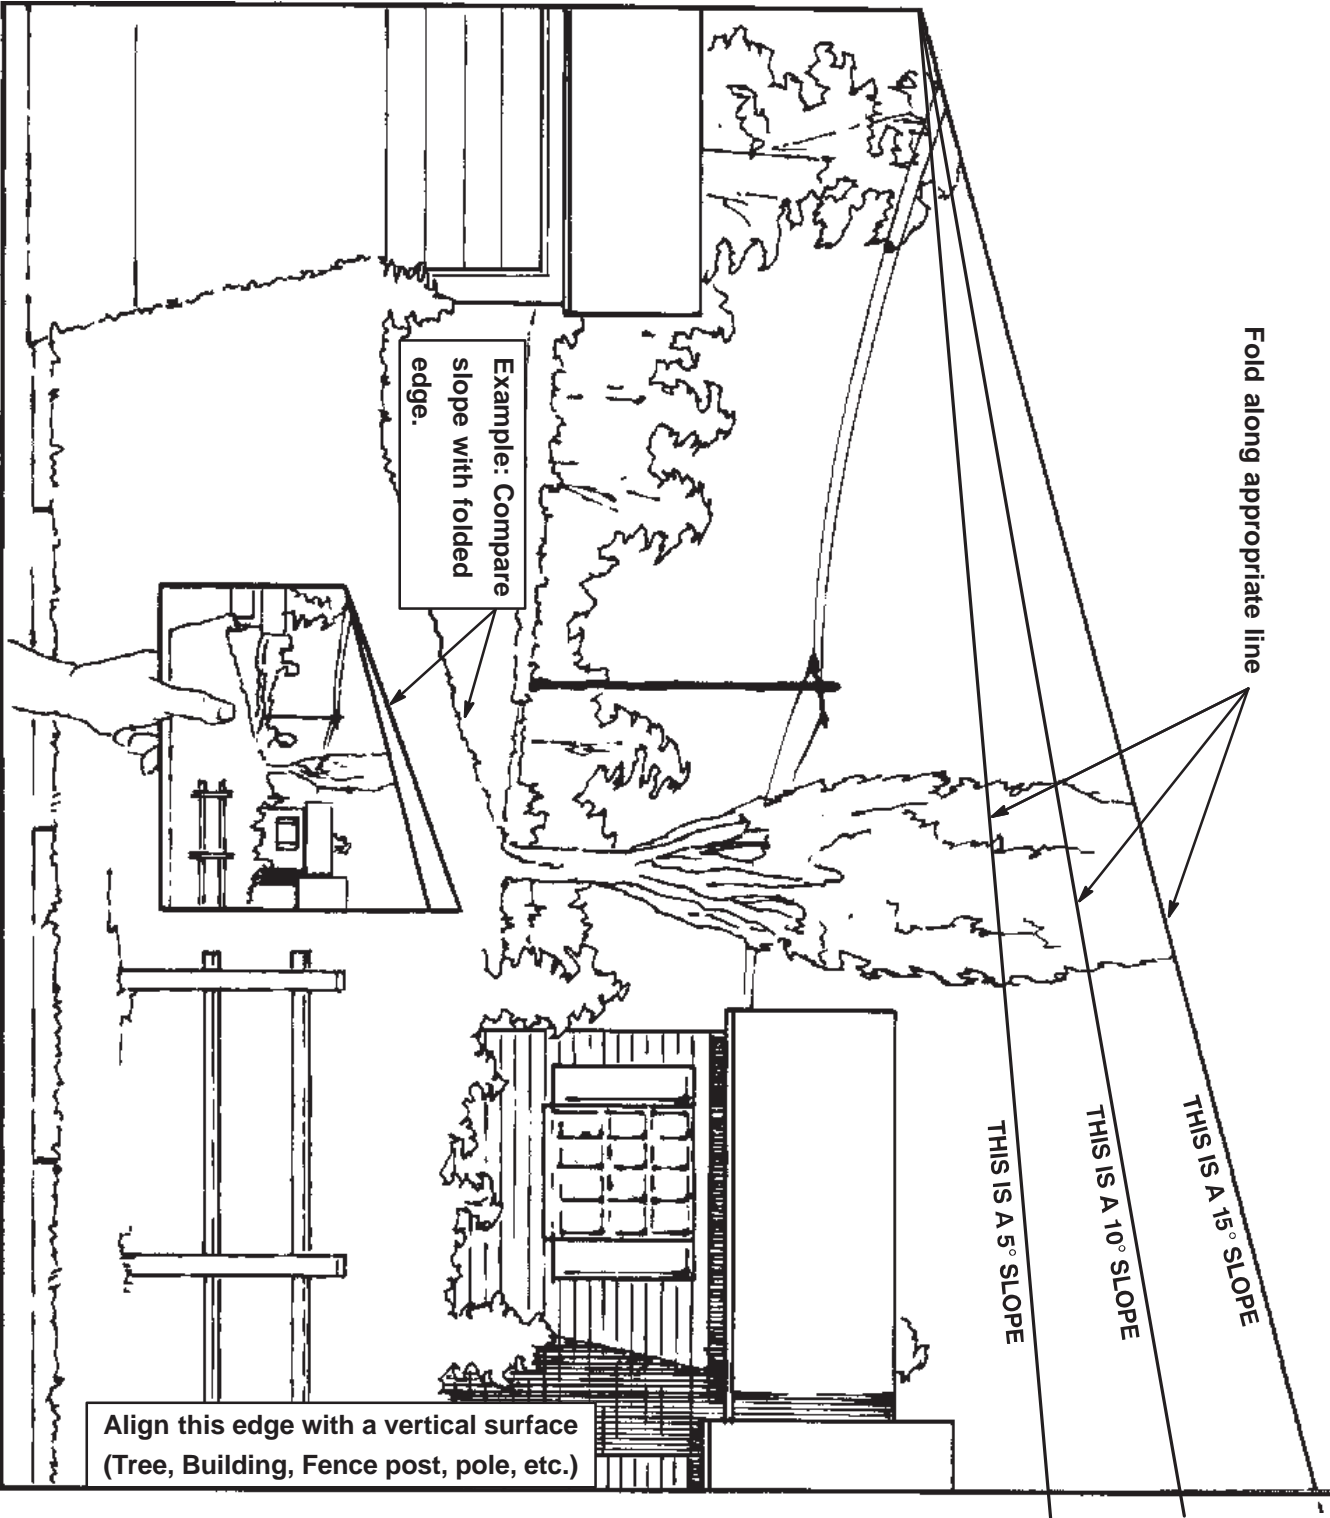 Fold along appropriate line
THIS IS A 15° SLOPE
THIS IS A 10° SLOPE
THIS IS A 5° SLOPE
Example: Compare
slope with folded
edge.
Align this edge with a vertical surface
(Tree, Building, Fence post, pole, etc.)